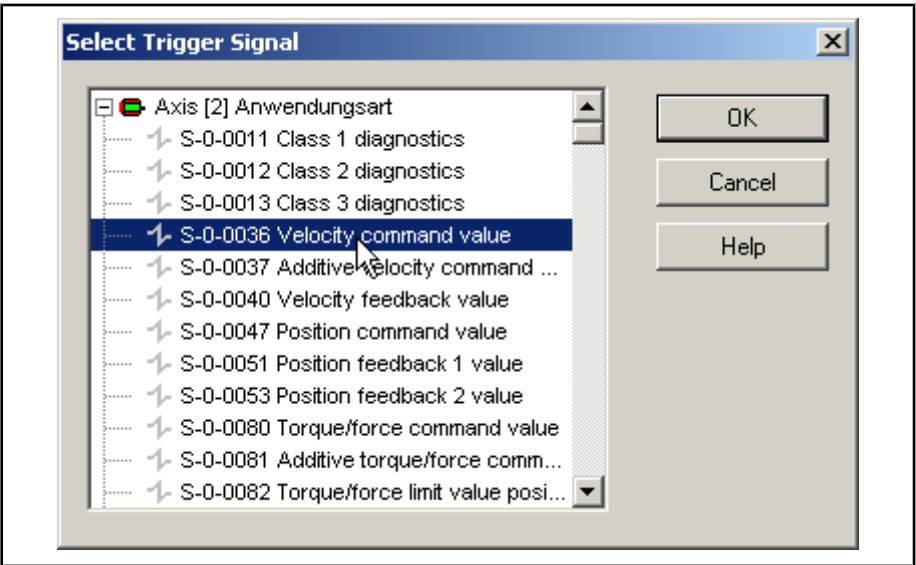 Select Trigger Signal
Axis [2] Anwendungsart
S-0-0011 Class 1 diagnostics
S-0-0012 Class 2 diagnostics
S-0-0013 Class 3 diagnostics
S-0-0036 Velocity command value
S-0-0037 Additive velocity command ...
S-0-0040 Velocity feedback value
S-0-0047 Position command value
S-0-0051 Position feedback 1 value
S-0-0053 Position feedback 2 value
S-0-0080 Torque/force command value
S-0-0081 Additive torque/force comm...
S-0-0082 Torque/force limit value posi...
OK
Cancel
Help